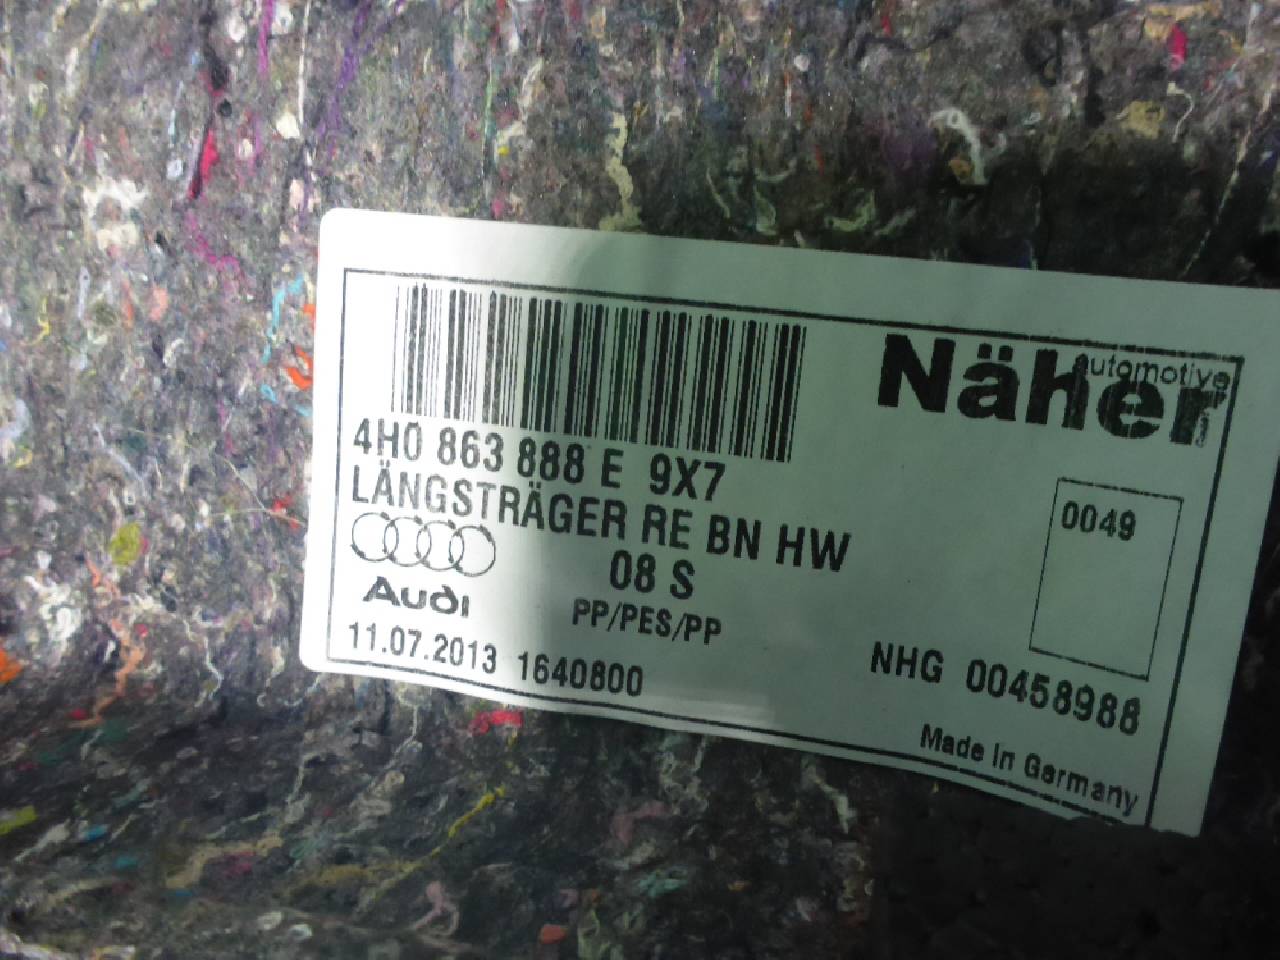 Näher
automotive
4H0 863 888 E 9X7
LÄNGSTRÄGER RE BN HW
0049
Audi
08 S
PP/PES/PP
11.07.2013 1640800
NHG 00458988
Made in Germany